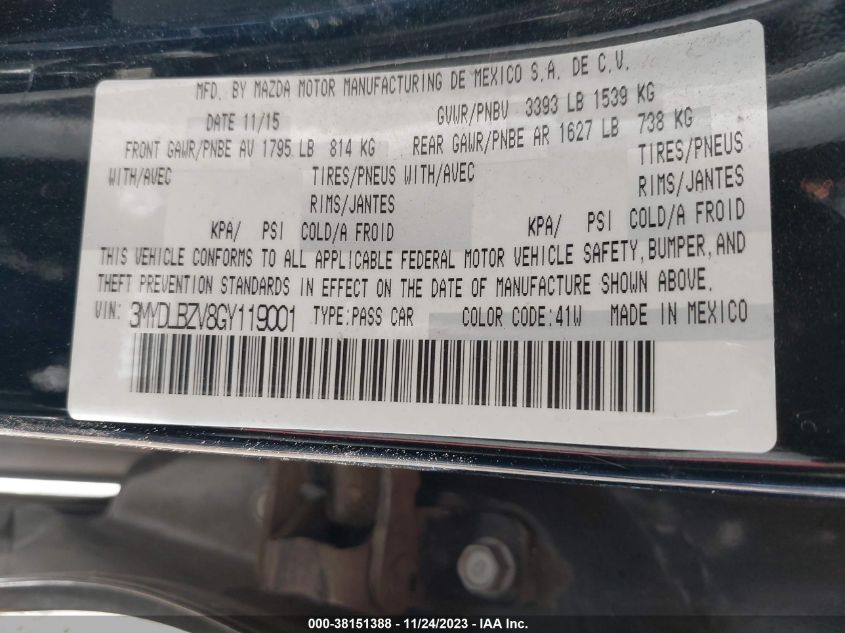 MFD. BY MAZDA MOTOR MANUFACTURING DE MEXICO S.A. DE C.V.
DATE 11/15 GVWR/PNBV 3393 LB 1539 KG
FRONT GAWR/PNBE AV 1795 LB 814 KG REAR GAWR/PNBE AR 1627 LB 738 KG
WITH/AVEC TIRES/PNEUS WITH/AVEC TIRES/PNEUS
RIMS/JANTES RIMS/JANTES
KPA/ PSI COLD/A FROID KPA/ PSI COLD/A FROID
THIS VEHICLE CONFORMS TO ALL APPLICABLE FEDERAL MOTOR VEHICLE SAFETY, BUMPER, AND
THEFT PREVENTION STANDARDS IN EFFECT ON THE DATE OF MANUFACTURE SHOWN ABOVE.
VIN: 3MYDLBZV8GY119001 TYPE:PASS CAR COLOR CODE:41W MADE IN MEXICO
000-38151388 - 11/24/2023 - IAA Inc.